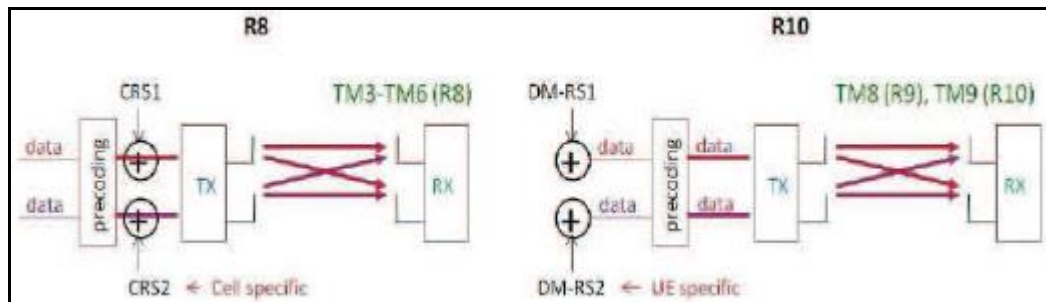 R8
CRS1
TM3-TM6 (R8)
data
data
precoding
TX
RX
CRS2 ← Cell specific
R10
DM-RS1
TM8 (R9), TM9 (R10)
data
data
precoding
data
data
TX
RX
DM-RS2 ← UE specific